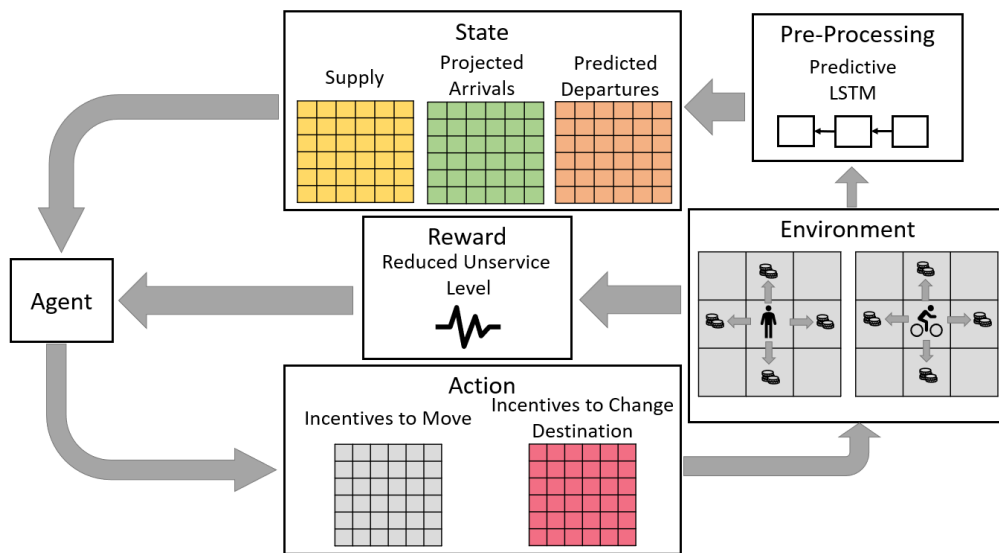 State
Supply
Projected
Arrivals
Predicted
Departures
Pre-Processing
Predictive
LSTM
Reward
Reduced Unservice
Level
Environment
Agent
Action
Incentives to Move
Incentives to Change
Destination